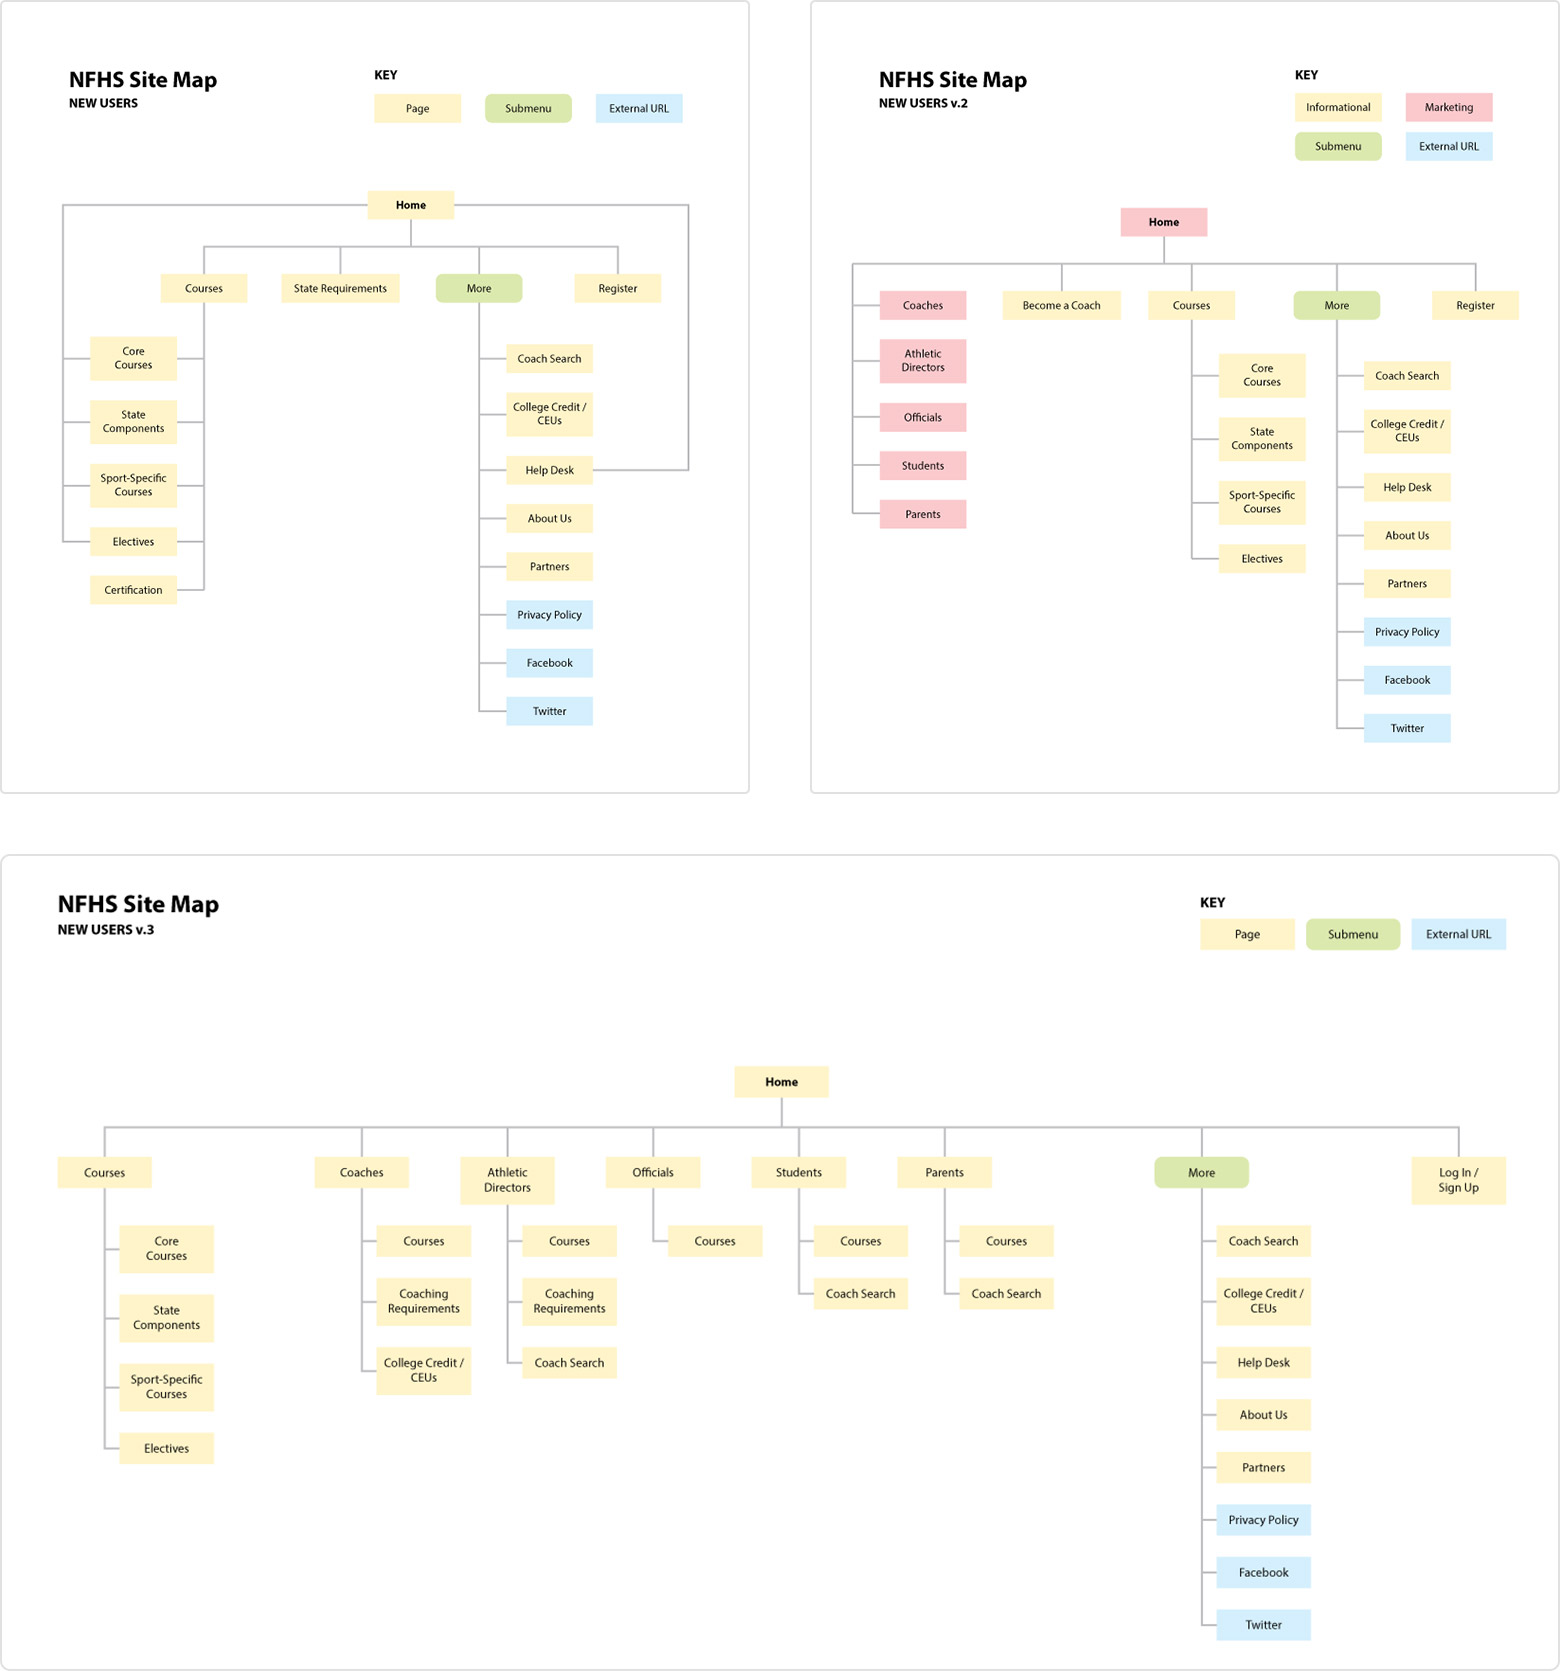 NFHS Site Map
NEW USERS
KEY
Page
Submenu
External URL
Home
Courses
State Requirements
More
Register
Core
Courses
State
Components
Sport-Specific
Courses
Electives
Certification
Coach Search
College Credit /
CEUs
Help Desk
About Us
Partners
Privacy Policy
Facebook
Twitter
NFHS Site Map
NEW USERS v.2
KEY
Informational
Marketing
Submenu
External URL
Home
Coaches
Athletic
Directors
Officials
Students
Parents
Become a Coach
Courses
More
Register
Core
Courses
State
Components
Sport-Specific
Courses
Electives
Coach Search
College Credit /
CEUs
Help Desk
About Us
Partners
Privacy Policy
Facebook
Twitter
NFHS Site Map
NEW USERS v.3
KEY
Page
Submenu
External URL
Home
Courses
Core
Courses
State
Components
Sport-Specific
Courses
Electives
Coaches
Courses
Coaching
Requirements
College Credit /
CEUs
Athletic
Directors
Courses
Coaching
Requirements
Coach Search
Officials
Courses
Students
Courses
Coach Search
Parents
Courses
Coach Search
More
Coach Search
College Credit /
CEUs
Help Desk
About Us
Partners
Privacy Policy
Facebook
Twitter
Log In /
Sign Up